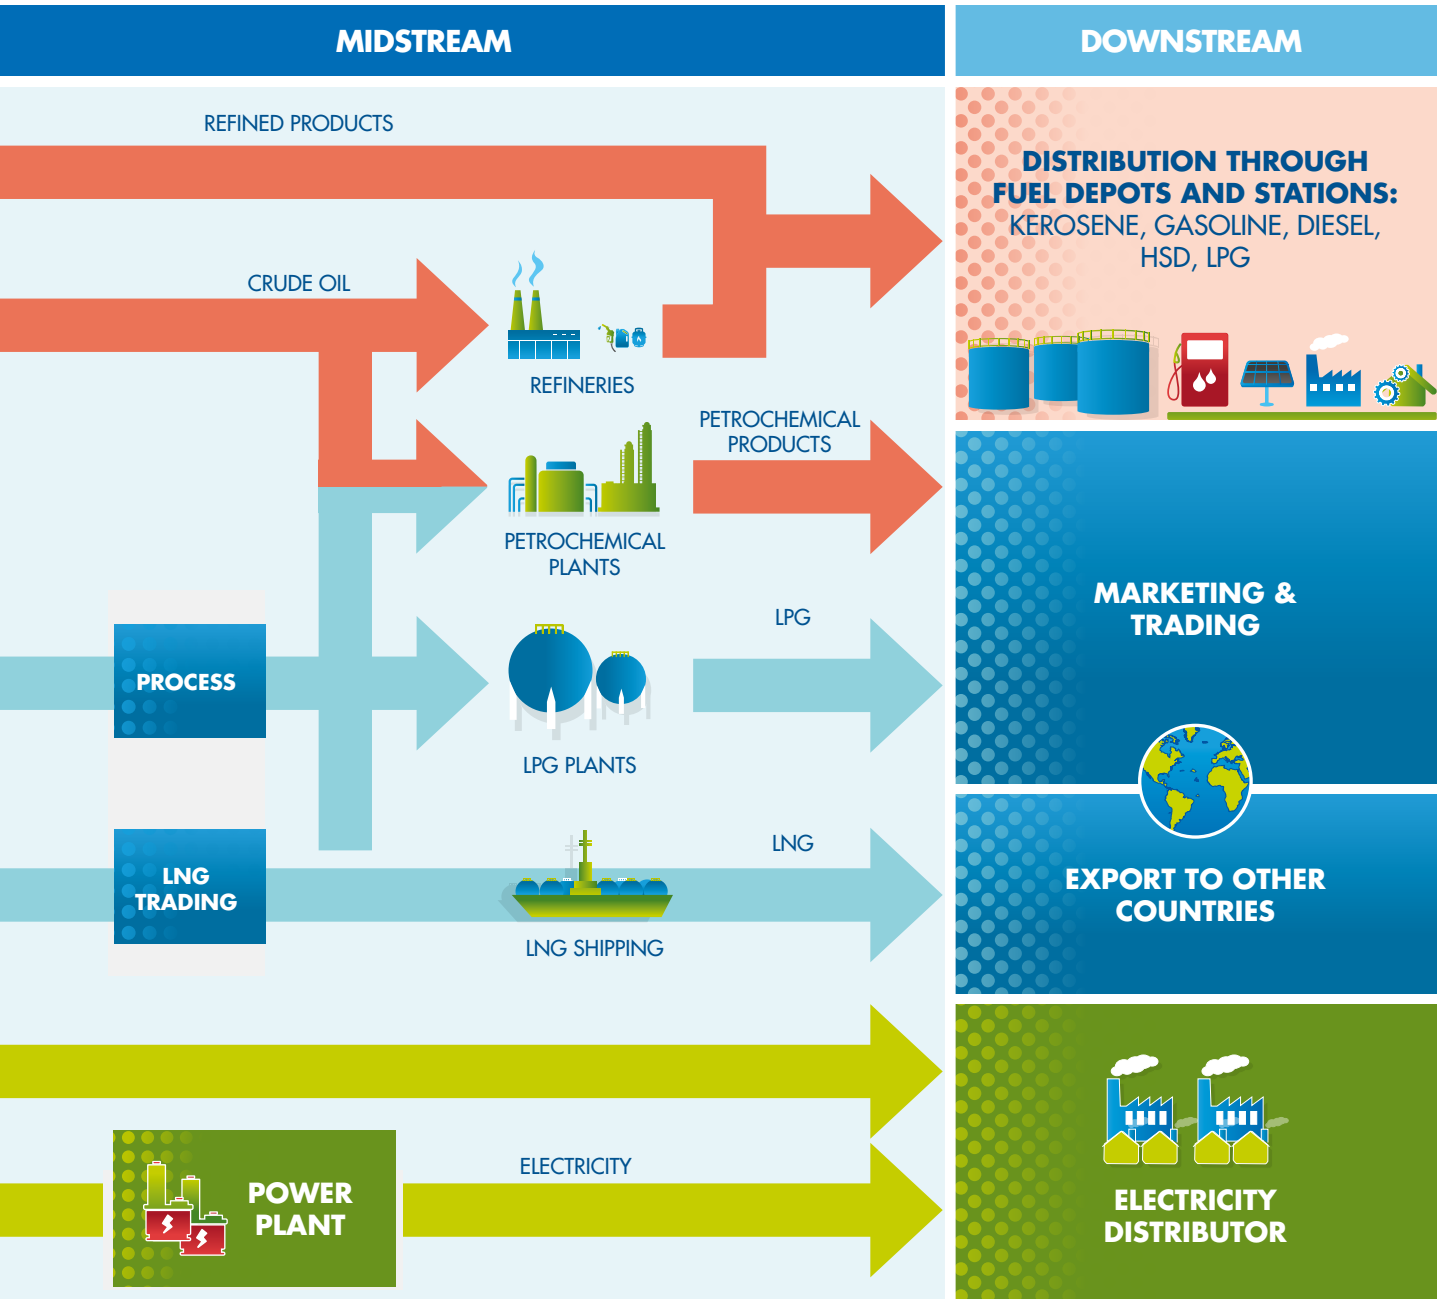 MIDSTREAM
DOWNSTREAM
REFINED PRODUCTS
DISTRIBUTION THROUGH
FUEL DEPOTS AND STATIONS:
KEROSENE, GASOLINE, DIESEL,
HSD, LPG
CRUDE OIL
REFINERIES
PETROCHEMICAL
PRODUCTS
PETROCHEMICAL
PLANTS
MARKETING &
TRADING
LPG
PROCESS
LPG PLANTS
LNG
LNG
TRADING
EXPORT TO OTHER
COUNTRIES
LNG SHIPPING
ELECTRICITY
POWER
PLANT
ELECTRICITY
DISTRIBUTOR